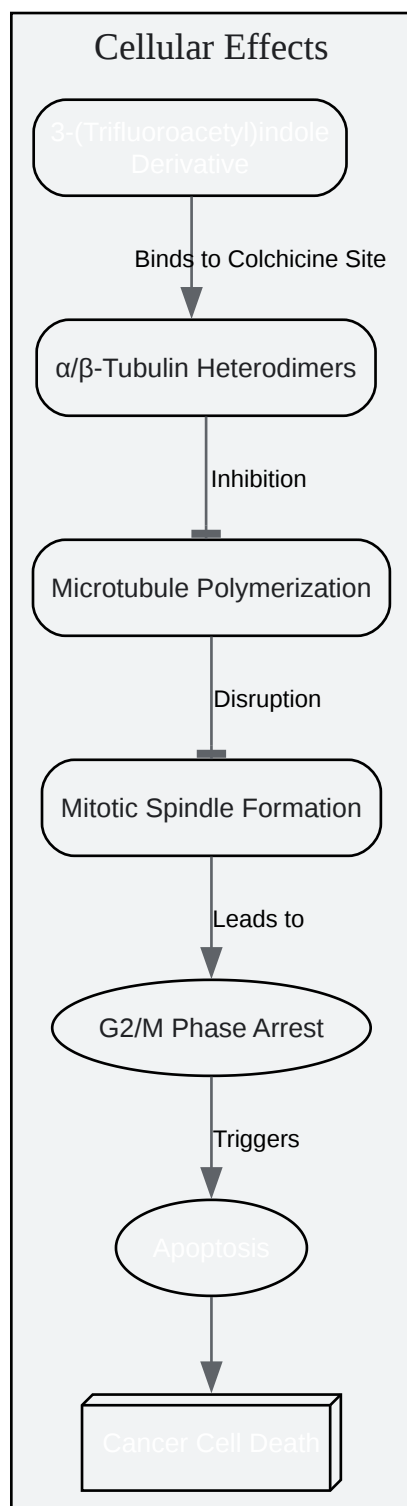 Cellular Effects
3-(Trifluoroacetyl)indole
Derivative
Binds to Colchicine Site
α/β-Tubulin Heterodimers
Inhibition
Microtubule Polymerization
Disruption
Mitotic Spindle Formation
Leads to
G2/M Phase Arrest
Triggers
Apoptosis
Cancer Cell Death